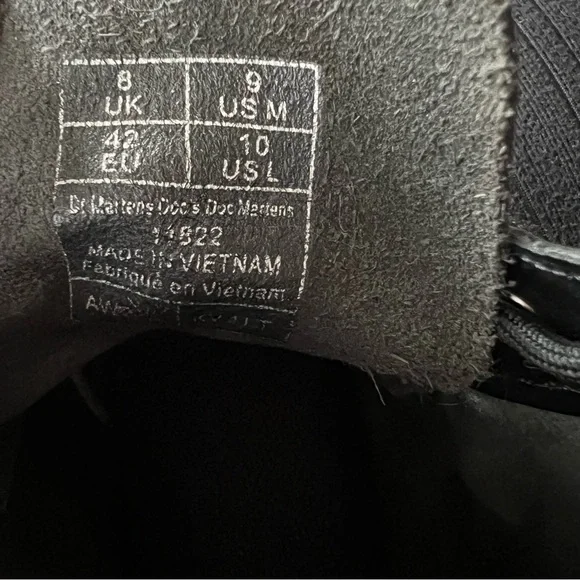 8 UK
9 US M
42 EU
10 US L
Dr. Martens Doc's Doc Martens
MADE IN VIETNAM
Fabriqué en Vietnam